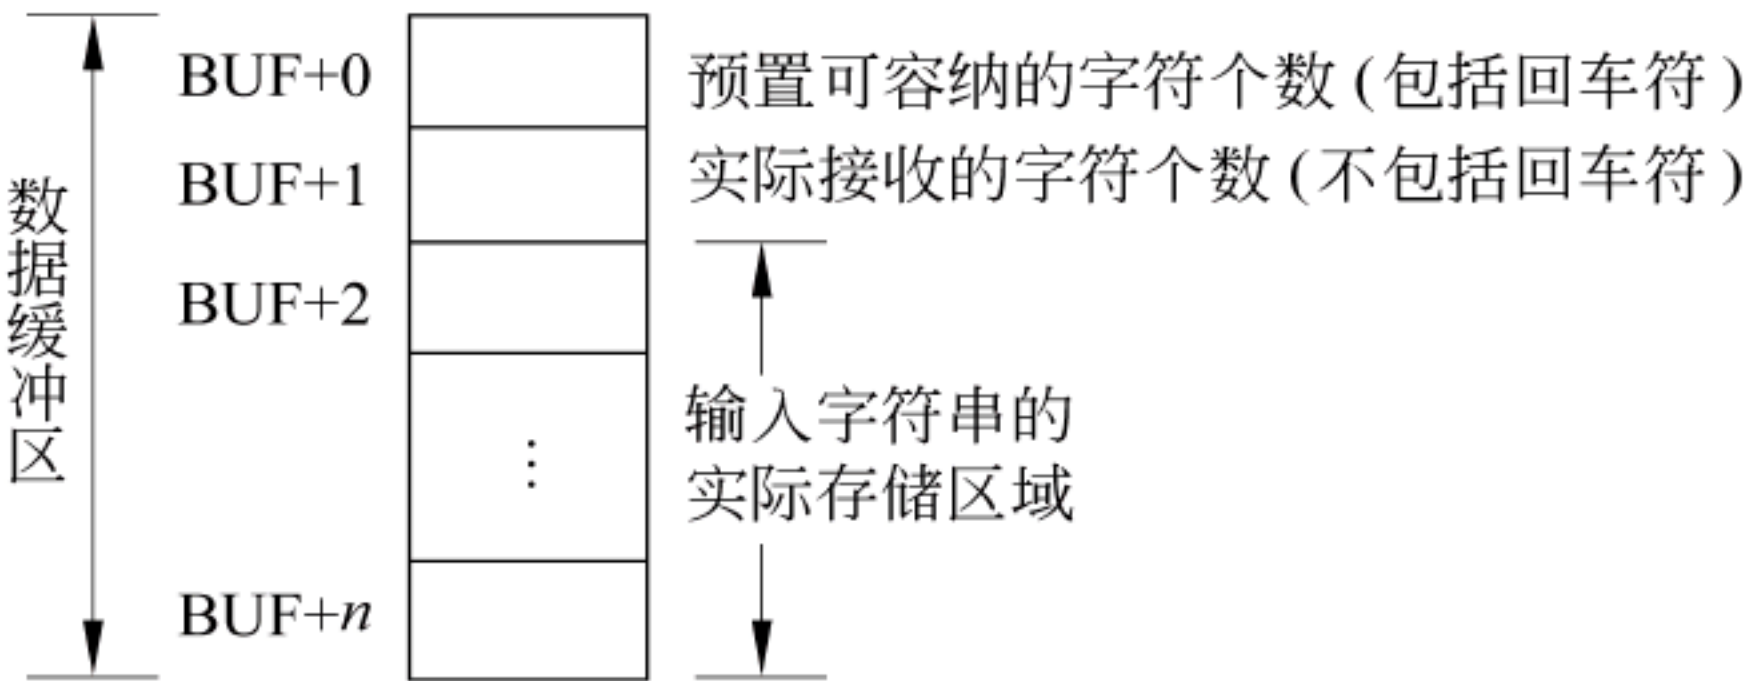 数据缓冲区
BUF+0
预置可容纳的字符个数(包括回车符)
BUF+1
实际接收的字符个数(不包括回车符)
BUF+2
⋮
输入字符串的
实际存储区域
BUF+n